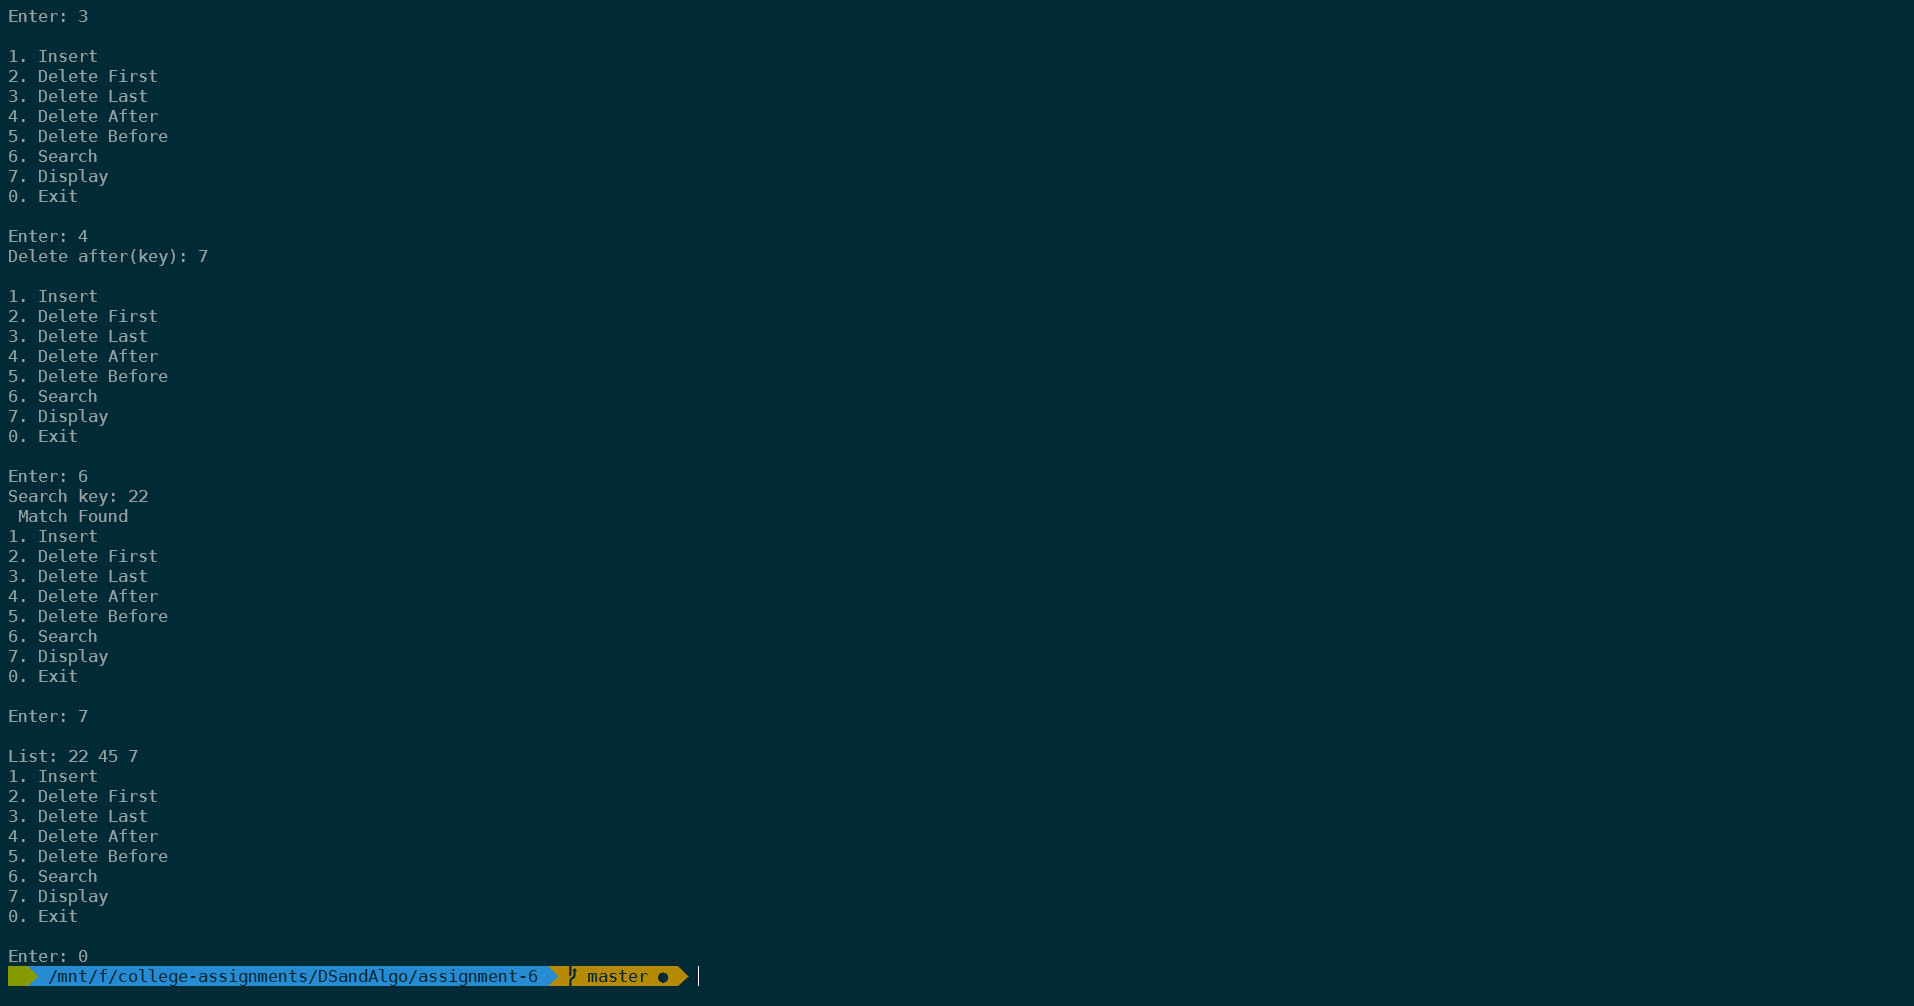 Enter: 3
1. Insert
2. Delete First
3. Delete Last
4. Delete After
5. Delete Before
6. Search
7. Display
0. Exit
Enter: 4
Delete after(key): 7
1. Insert
2. Delete First
3. Delete Last
4. Delete After
5. Delete Before
6. Search
7. Display
0. Exit
Enter: 6
Search key: 22
Match Found
1. Insert
2. Delete First
3. Delete Last
4. Delete After
5. Delete Before
6. Search
7. Display
0. Exit
Enter: 7
List: 22 45 7
1. Insert
2. Delete First
3. Delete Last
4. Delete After
5. Delete Before
6. Search
7. Display
0. Exit
Enter: 0
/mnt/f/college-assignments/DSandAlgo/assignment-6 master ●